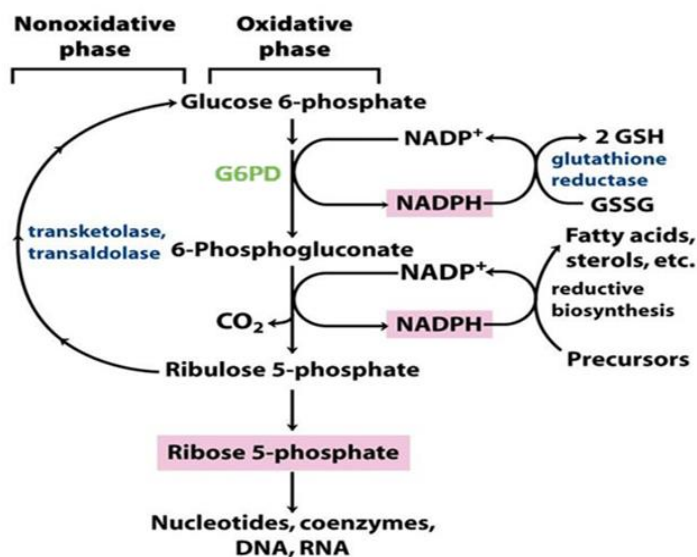 Nonoxidative
phase
Oxidative
phase
Glucose 6-phosphate
NADP⁺
2 GSH
G6PD
glutathione
reductase
NADPH
GSSG
transketolase,
transaldolase
6-Phosphogluconate
Fatty acids,
sterols, etc.
NADP⁺
CO₂
NADPH
reductive
biosynthesis
Precursors
Ribulose 5-phosphate
Ribose 5-phosphate
Nucleotides, coenzymes,
DNA, RNA